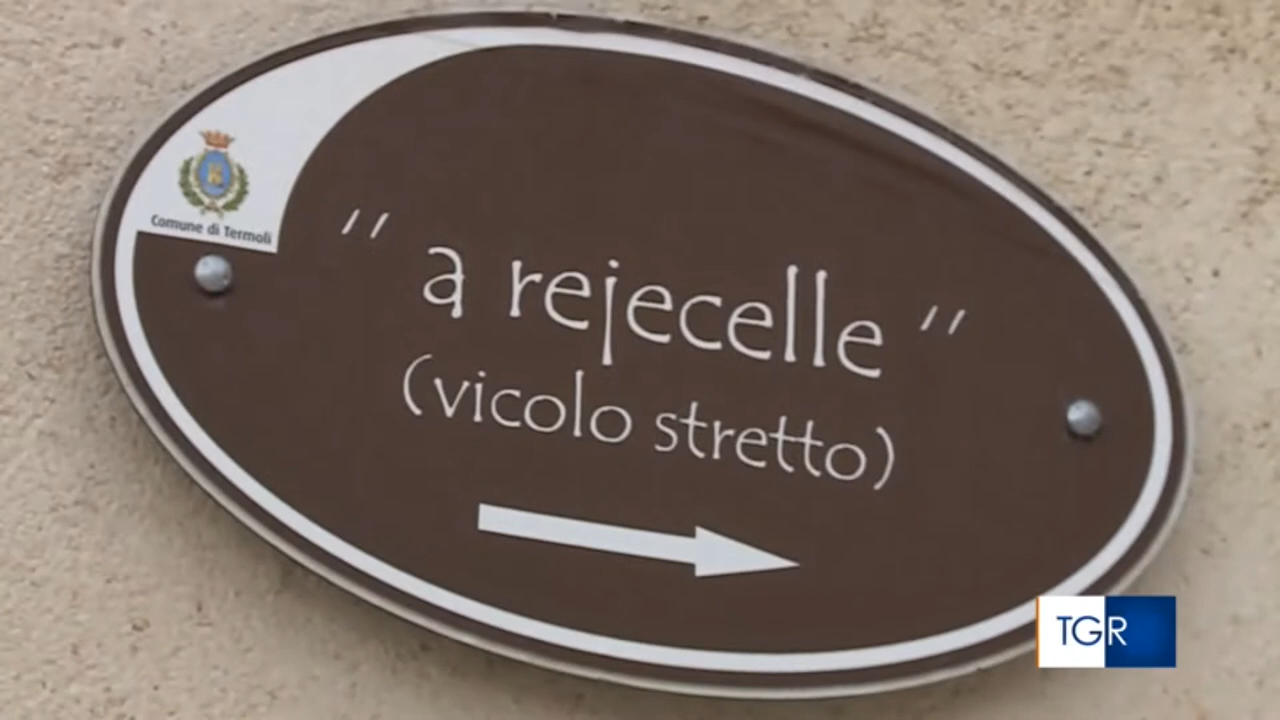 Comune di Termoli
" a rejecelle "
(vicolo stretto)
TGR